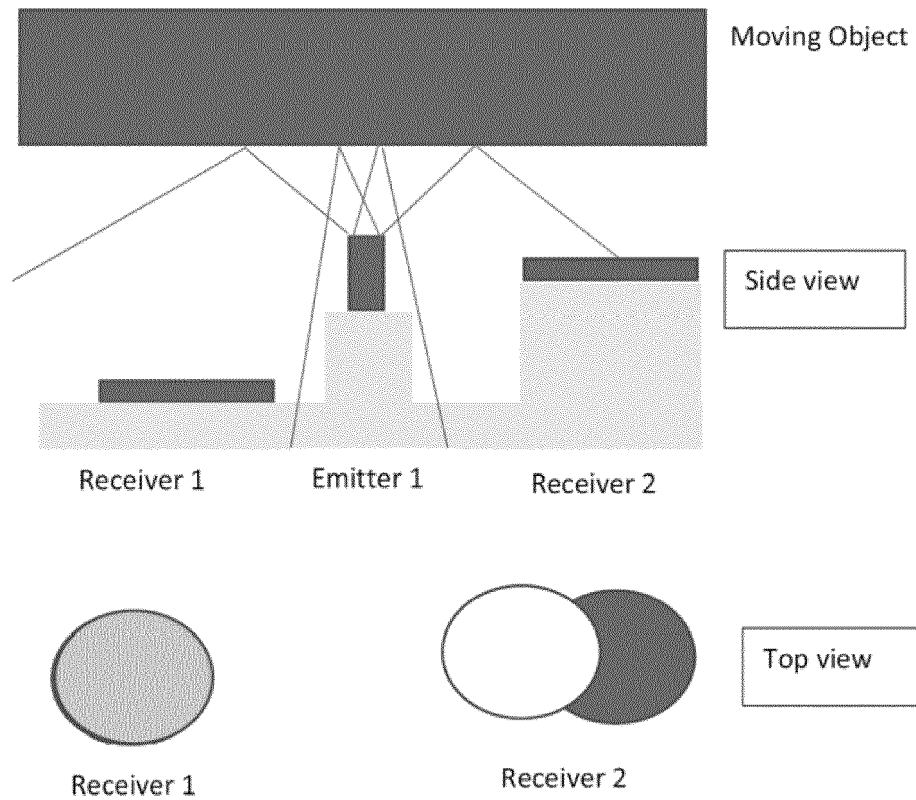 Moving Object
Side view
Receiver 1
Emitter 1
Receiver 2
Top view
Receiver 1
Receiver 2